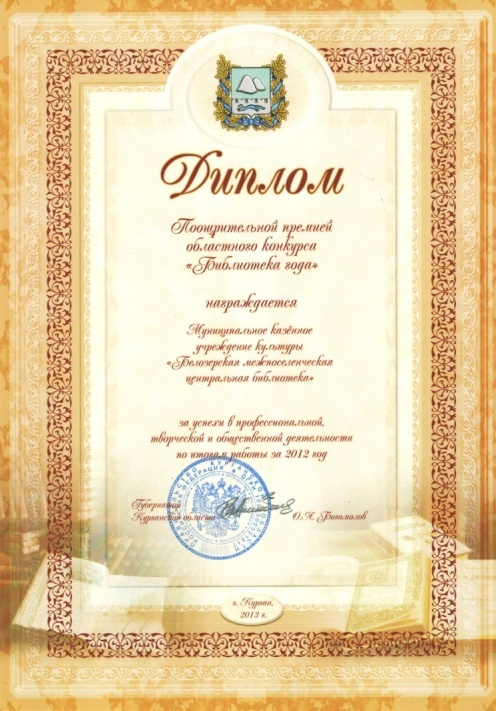 Диплом
Поощрительной премией
областного конкурса
«Библиотека года»
награждается
Муниципальное казённое
учреждение культуры
«Белозерская межпоселенческая
центральная библиотека»
за успехи в профессиональной,
творческой и общественной деятельности
по итогам работы за 2012 год
Губернатор
Курганской области
О.А. Богомолов
г. Курган,
2013 г.